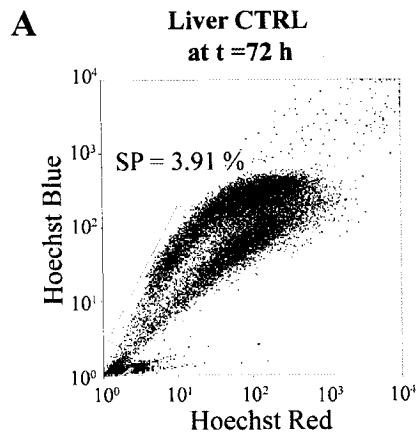 A
Liver CTRL
at t =72 h
10⁴
10³
10²
10¹
10⁰
Hoechst Blue
SP = 3.91 %
10⁰ 10¹ 10² 10³ 10⁴
Hoechst Red